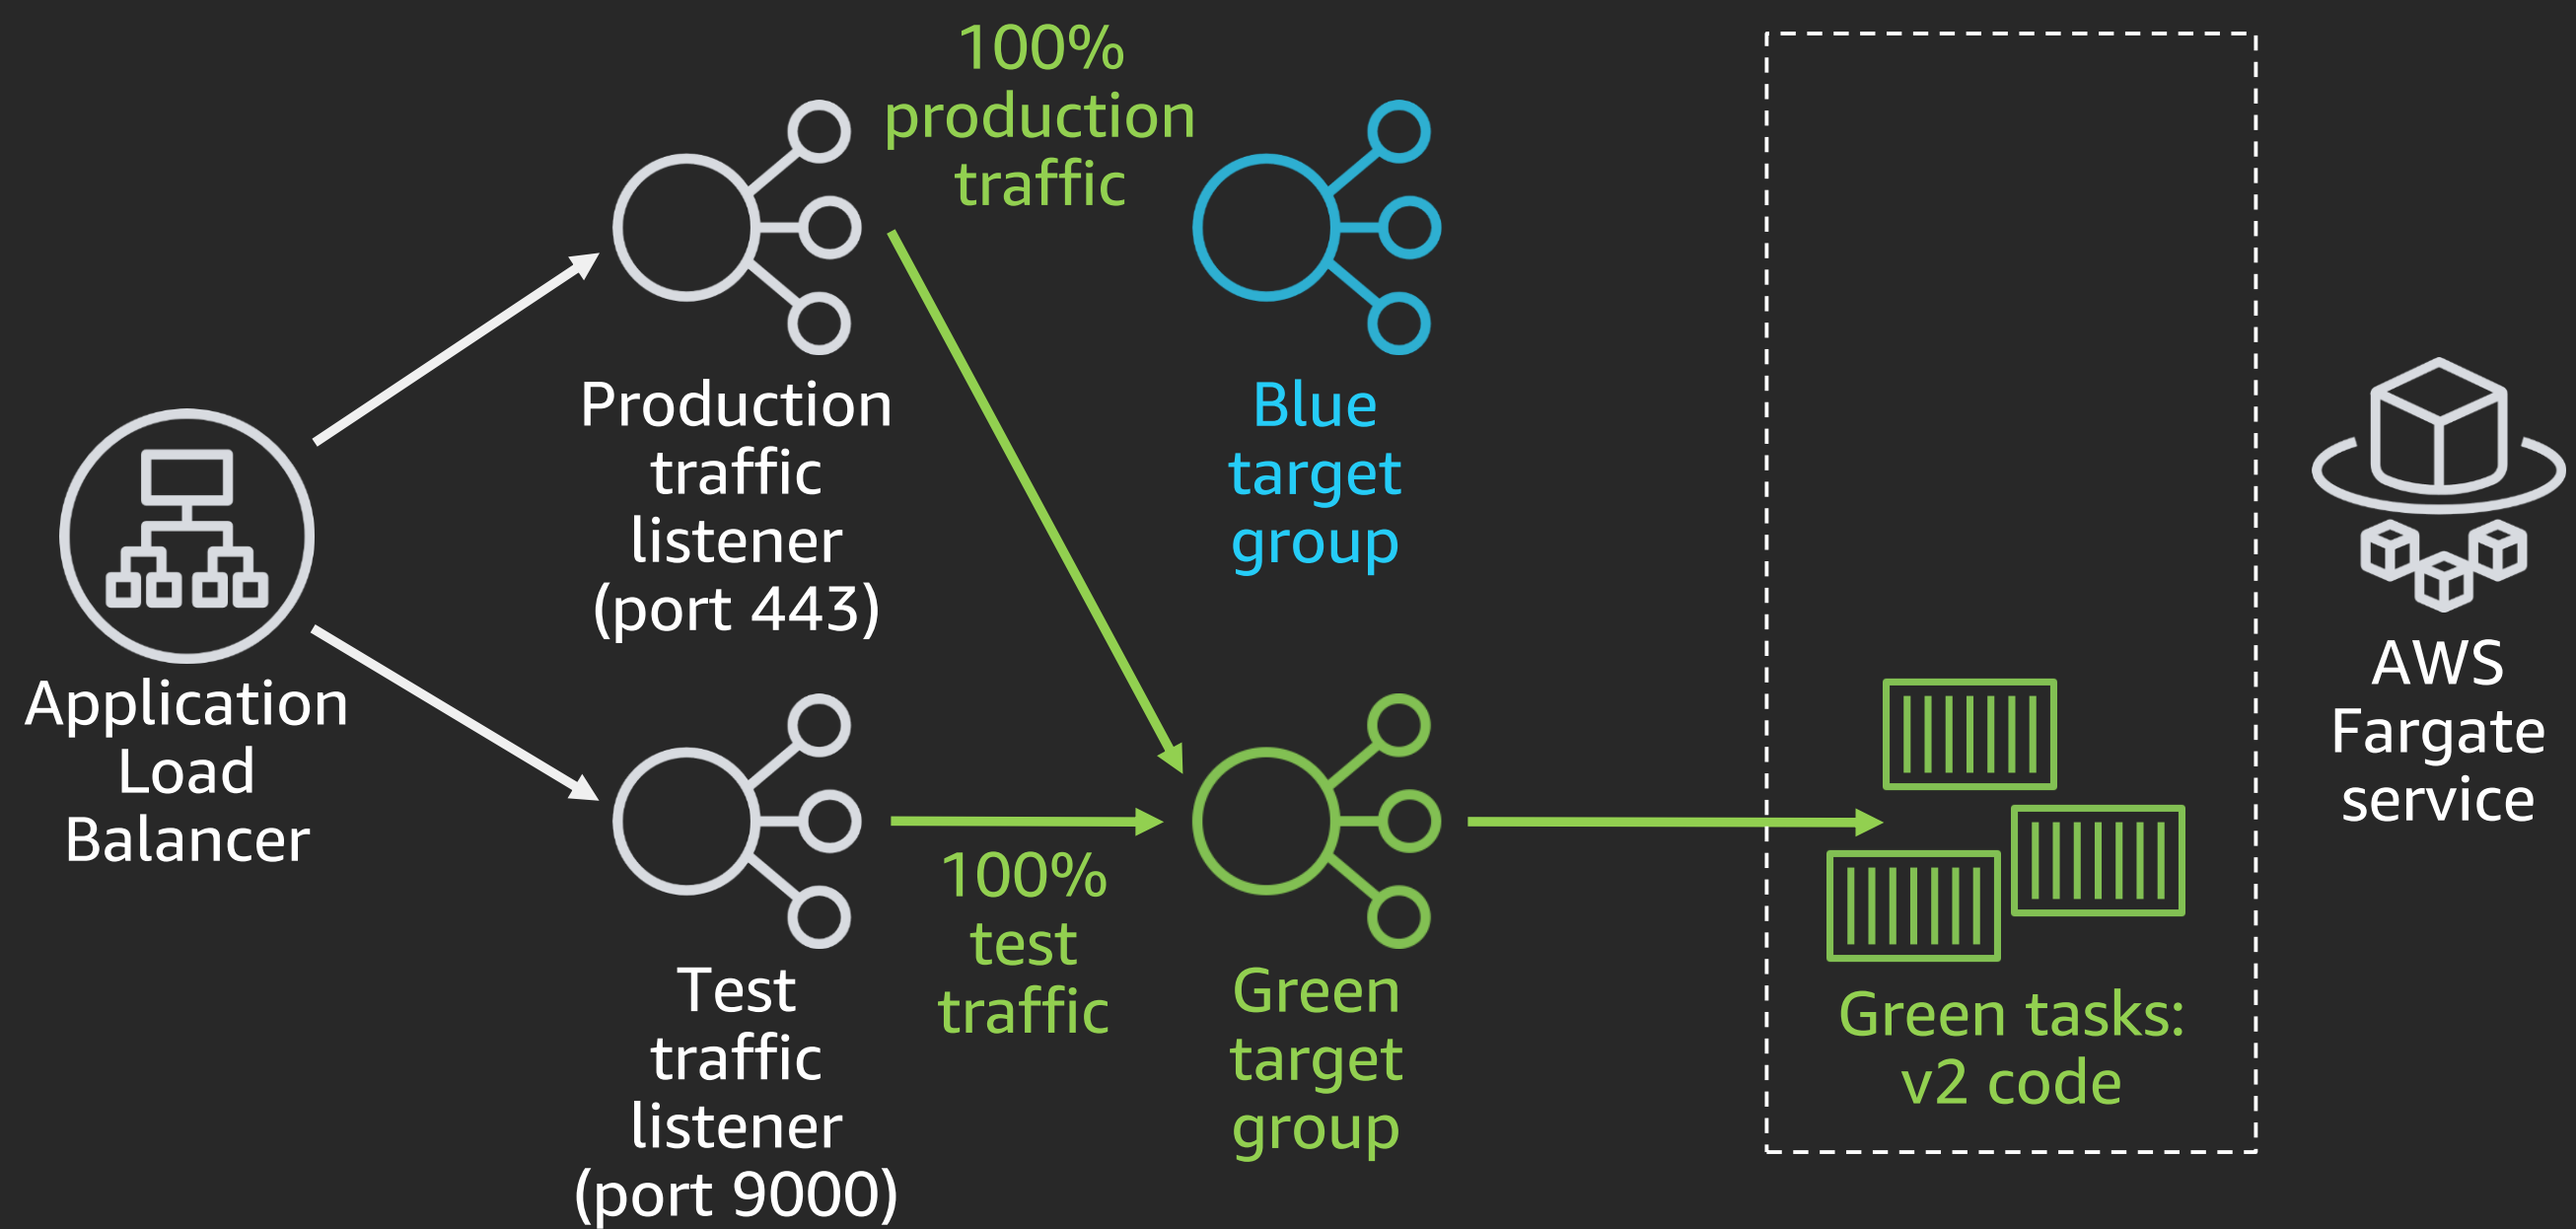 100%
production
traffic
Production
traffic
listener
(port 443)
Blue
target
group
Application
Load
Balancer
AWS
Fargate
service
100%
test
traffic
Test
traffic
listener
(port 9000)
Green
target
group
Green tasks:
v2 code